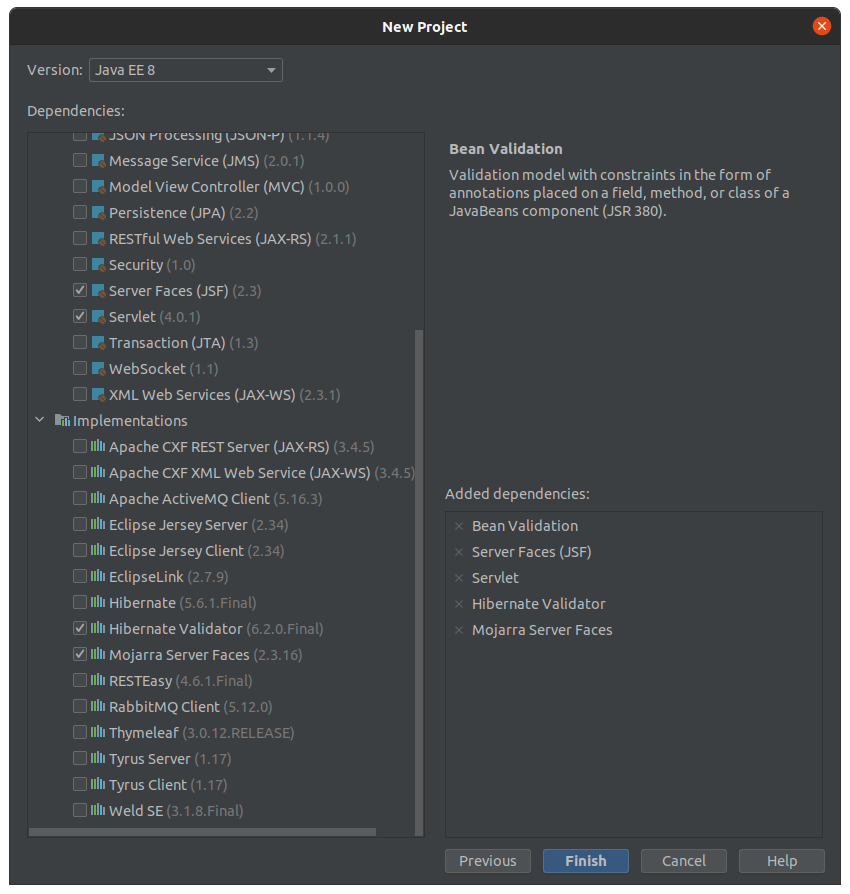 New Project
Version: Java EE 8
Dependencies:
JSON Processing (JSON-P) (1.1.4)
Message Service (JMS) (2.0.1)
Model View Controller (MVC) (1.0.0)
Persistence (JPA) (2.2)
RESTful Web Services (JAX-RS) (2.1.1)
Security (1.0)
Server Faces (JSF) (2.3)
Servlet (4.0.1)
Transaction (JTA) (1.3)
WebSocket (1.1)
XML Web Services (JAX-WS) (2.3.1)
Implementations
Apache CXF REST Server (JAX-RS) (3.4.5)
Apache CXF XML Web Service (JAX-WS) (3.4.5)
Apache ActiveMQ Client (5.16.3)
Eclipse Jersey Server (2.34)
Eclipse Jersey Client (2.34)
EclipseLink (2.7.9)
Hibernate (5.6.1.Final)
Hibernate Validator (6.2.0.Final)
Mojarra Server Faces (2.3.16)
RESTEasy (4.6.1.Final)
RabbitMQ Client (5.12.0)
Thymeleaf (3.0.12.RELEASE)
Tyrus Server (1.17)
Tyrus Client (1.17)
Weld SE (3.1.8.Final)
Bean Validation
Validation model with constraints in the form of
annotations placed on a field, method, or class of a
JavaBeans component (JSR 380).
Added dependencies:
Bean Validation
Server Faces (JSF)
Servlet
Hibernate Validator
Mojarra Server Faces
Previous Finish Cancel Help